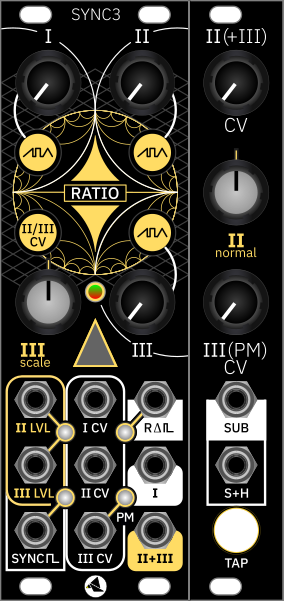 SYNC3
I
II
II/III
CV
RATIO
III
scale
III
II LVL
I CV
R
III LVL
II CV
I
PM
SYNC
III CV
II+III
II(+III)
CV
II
normal
III(PM)
CV
SUB
S+H
TAP